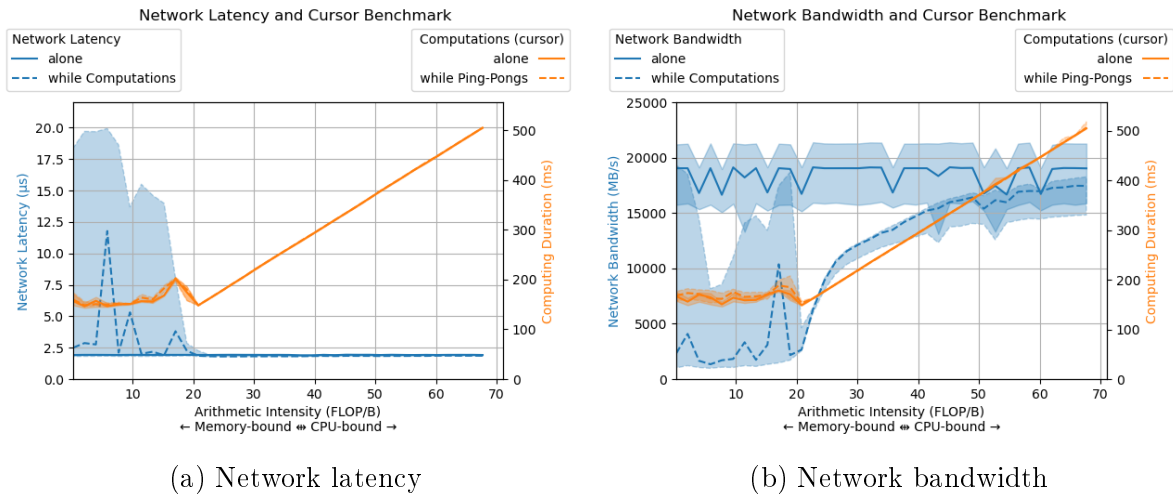 Network Latency and Cursor Benchmark
Network Latency
alone
while Computations
Computations (cursor)
alone
while Ping-Pongs
Network Latency (µs)
20.0
17.5
15.0
12.5
10.0
7.5
5.0
2.5
0.0
500
400
300
200
100
0
Computing Duration (ms)
10 20 30 40 50 60 70
Arithmetic Intensity (FLOP/B)
← Memory-bound ⇹ CPU-bound →
(a) Network latency
Network Bandwidth and Cursor Benchmark
Network Bandwidth
alone
while Computations
Computations (cursor)
alone
while Ping-Pongs
Network Bandwidth (MB/s)
25000
20000
15000
10000
5000
0
500
400
300
200
100
0
Computing Duration (ms)
10 20 30 40 50 60 70
Arithmetic Intensity (FLOP/B)
← Memory-bound ⇹ CPU-bound →
(b) Network bandwidth